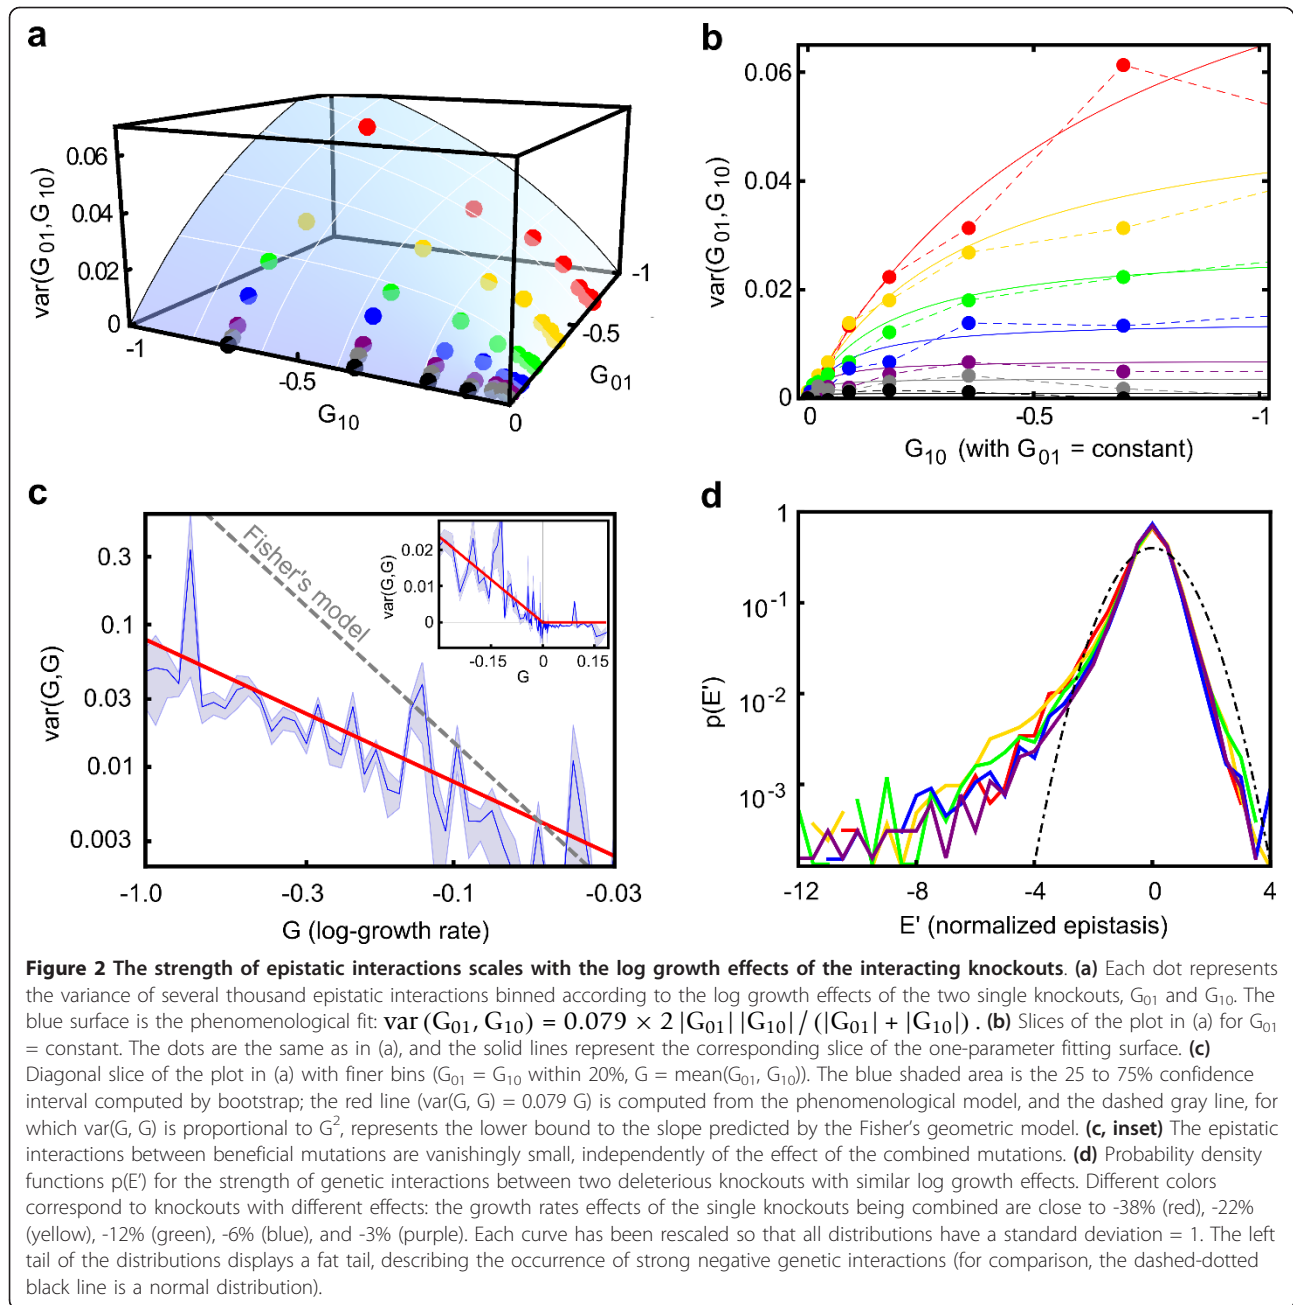 a
var(G01,G10)
0.06
0.04
0.02
0
-1
-0.5
0
G10
-1
-0.5
G01
b
var(G01,G10)
0.06
0.04
0.02
0
0
-0.5
-1
G10 (with G01 = constant)
c
var(G,G)
0.3
0.1
0.03
0.01
0.003
-1.0
-0.3
-0.1
-0.03
G (log-growth rate)
Fisher's model
var(G,G)
0.02
0.01
0
-0.15
0
0.15
G
d
p(E')
1
10-1
10-2
10-3
-12
-8
-4
0
4
E' (normalized epistasis)
Figure 2 The strength of epistatic interactions scales with the log growth effects of the interacting knockouts. (a) Each dot represents
the variance of several thousand epistatic interactions binned according to the log growth effects of the two single knockouts, G01 and G10. The
blue surface is the phenomenological fit: var (G01, G10) = 0.079 × 2 |G01| |G10| / (|G01| + |G10|) . (b) Slices of the plot in (a) for G01
= constant. The dots are the same as in (a), and the solid lines represent the corresponding slice of the one-parameter fitting surface. (c)
Diagonal slice of the plot in (a) with finer bins (G01 = G10 within 20%, G = mean(G01, G10)). The blue shaded area is the 25 to 75% confidence
interval computed by bootstrap; the red line (var(G, G) = 0.079 G) is computed from the phenomenological model, and the dashed gray line, for
which var(G, G) is proportional to G2, represents the lower bound to the slope predicted by the Fisher's geometric model. (c, inset) The epistatic
interactions between beneficial mutations are vanishingly small, independently of the effect of the combined mutations. (d) Probability density
functions p(E') for the strength of genetic interactions between two deleterious knockouts with similar log growth effects. Different colors
correspond to knockouts with different effects: the growth rates effects of the single knockouts being combined are close to -38% (red), -22%
(yellow), -12% (green), -6% (blue), and -3% (purple). Each curve has been rescaled so that all distributions have a standard deviation = 1. The left
tail of the distributions displays a fat tail, describing the occurrence of strong negative genetic interactions (for comparison, the dashed-dotted
black line is a normal distribution).